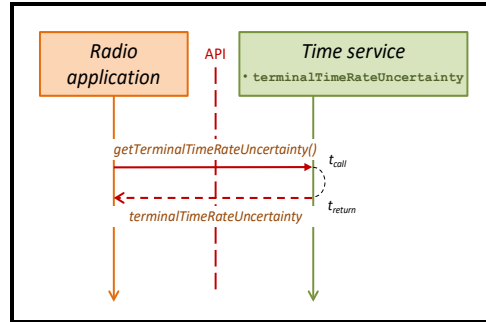 Radio
application
API
Time service
• terminalTimeRateUncertainty
getTerminalTimeRateUncertainty()
tcall
treturn
terminalTimeRateUncertainty